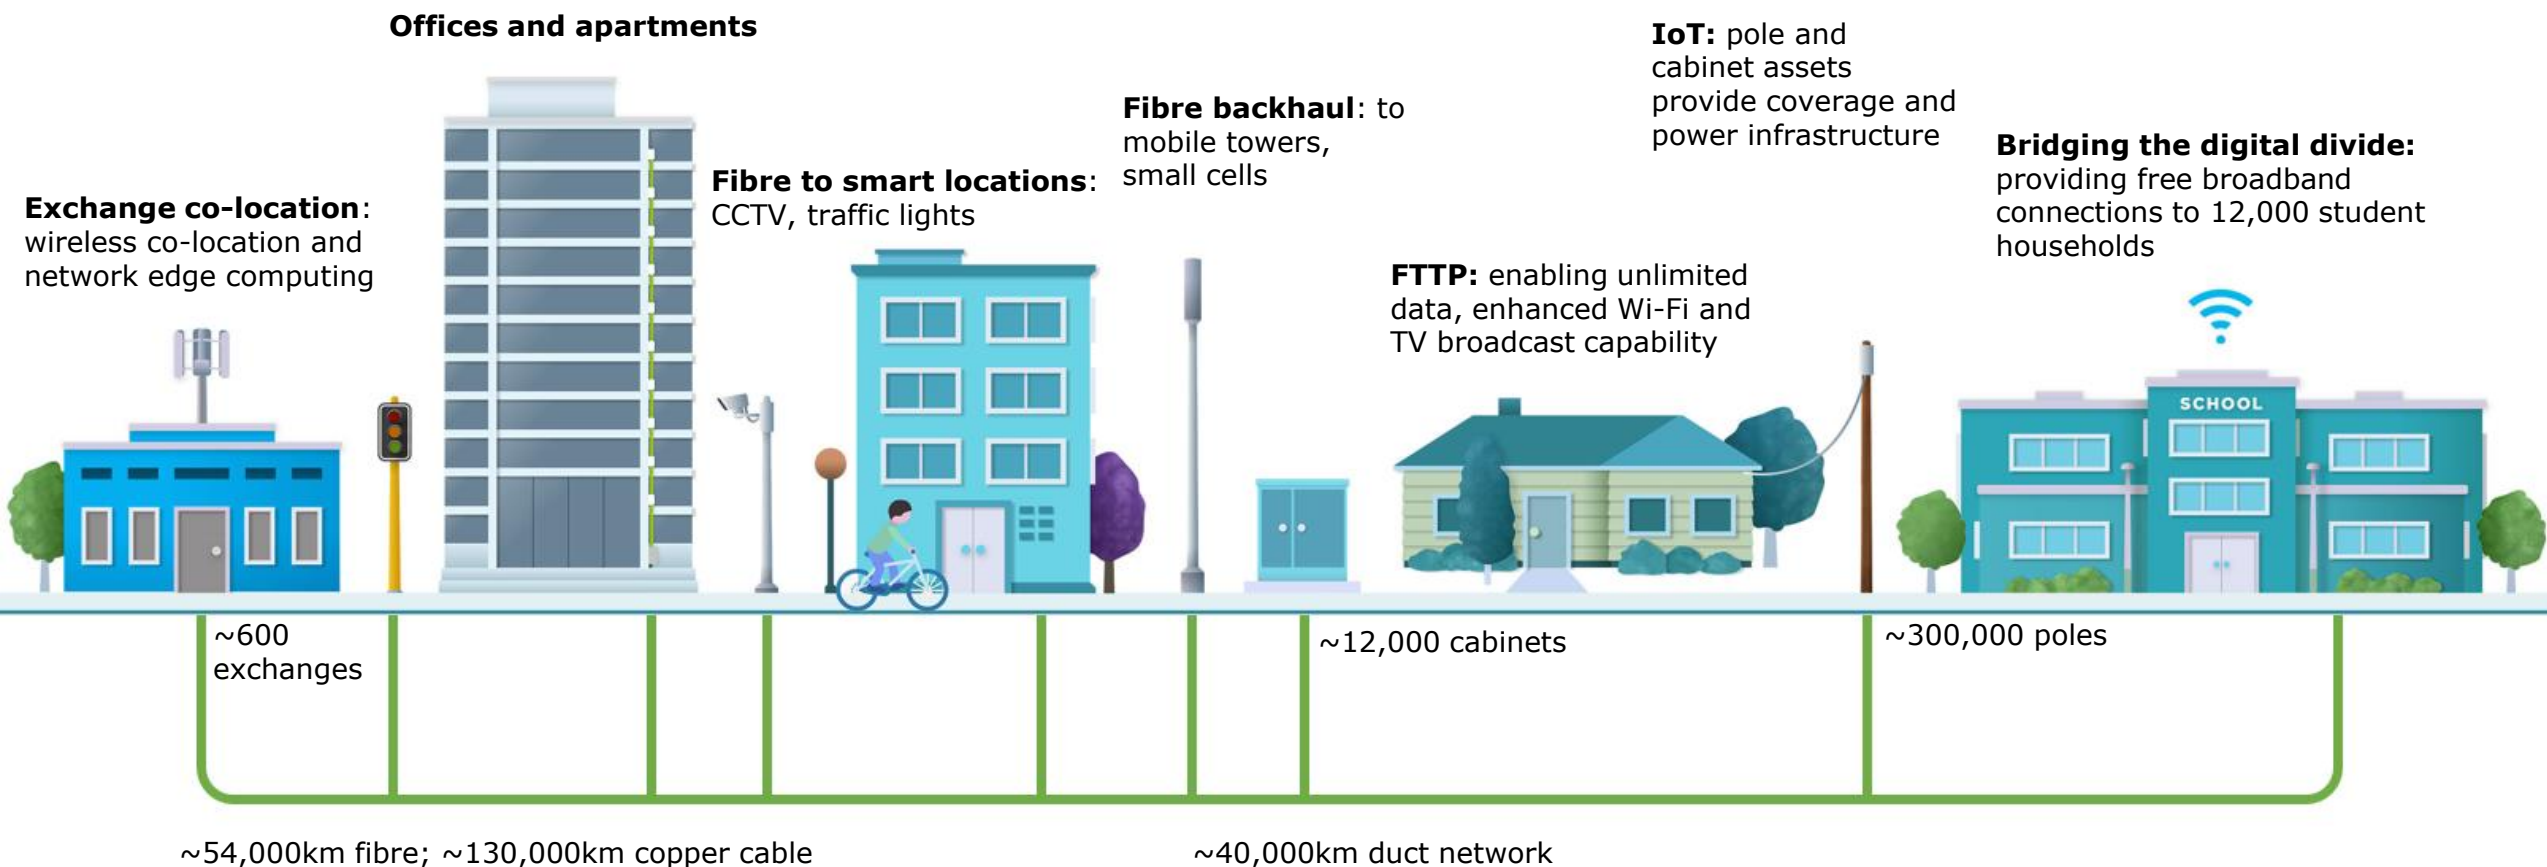 Offices and apartments
IoT: pole and
cabinet assets
provide coverage and
power infrastructure
Fibre backhaul: to
mobile towers,
small cells
Bridging the digital divide:
providing free broadband
connections to 12,000 student
households
Fibre to smart locations:
CCTV, traffic lights
Exchange co-location:
wireless co-location and
network edge computing
FTTP: enabling unlimited
data, enhanced Wi-Fi and
TV broadcast capability
SCHOOL
~600
exchanges
~12,000 cabinets
~300,000 poles
~54,000km fibre; ~130,000km copper cable
~40,000km duct network